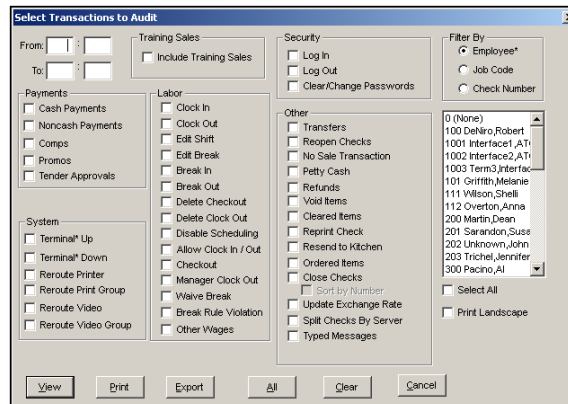 Select Transactions to Audit
From: :
To: :
Training Sales
Include Training Sales
Security
Log In
Log Out
Clear/Change Passwords
Filter By
Employee*
Job Code
Check Number
Payments
Cash Payments
Noncash Payments
Comps
Promos
Tender Approvals
System
Terminal* Up
Terminal* Down
Reroute Printer
Reroute Print Group
Reroute Video
Reroute Video Group
Labor
Clock In
Clock Out
Edit Shift
Edit Break
Break In
Break Out
Delete Checkout
Delete Clock Out
Disable Scheduling
Allow Clock In / Out
Checkout
Manager Clock Out
Waive Break
Break Rule Violation
Other Wages
Other
Transfers
Reopen Checks
No Sale Transaction
Petty Cash
Refunds
Void Items
Cleared Items
Reprint Check
Resend to Kitchen
Ordered Items
Close Checks
Sort by Number
Update Exchange Rate
Split Checks By Server
Typed Messages
0 (None)
100 DeNiro,Robert
1001 Interface1,AT
1002 Interface2,AT
1003 Term3,Interfac
101 Griffith,Melanie
111 Wilson,Shelli
112 Overton,Anna
200 Martin,Dean
201 Sarandon,Susa
202 Unknown,John
203 Trichel,Jennifer
300 Pacino,Al
Select All
Print Landscape
View
Print
Export
All
Clear
Cancel